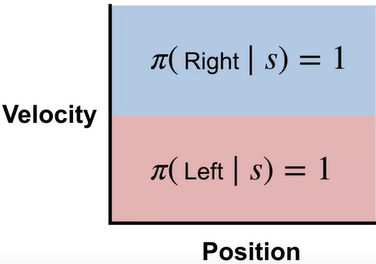 π( Right | s) = 1
Velocity
π( Left | s) = 1
Position